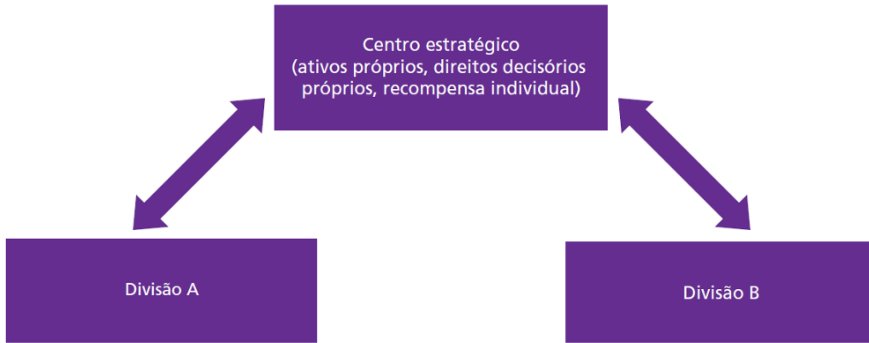 Centro estratégico
(ativos próprios, direitos decisórios
próprios, recompensa individual)
Divisão A
Divisão B